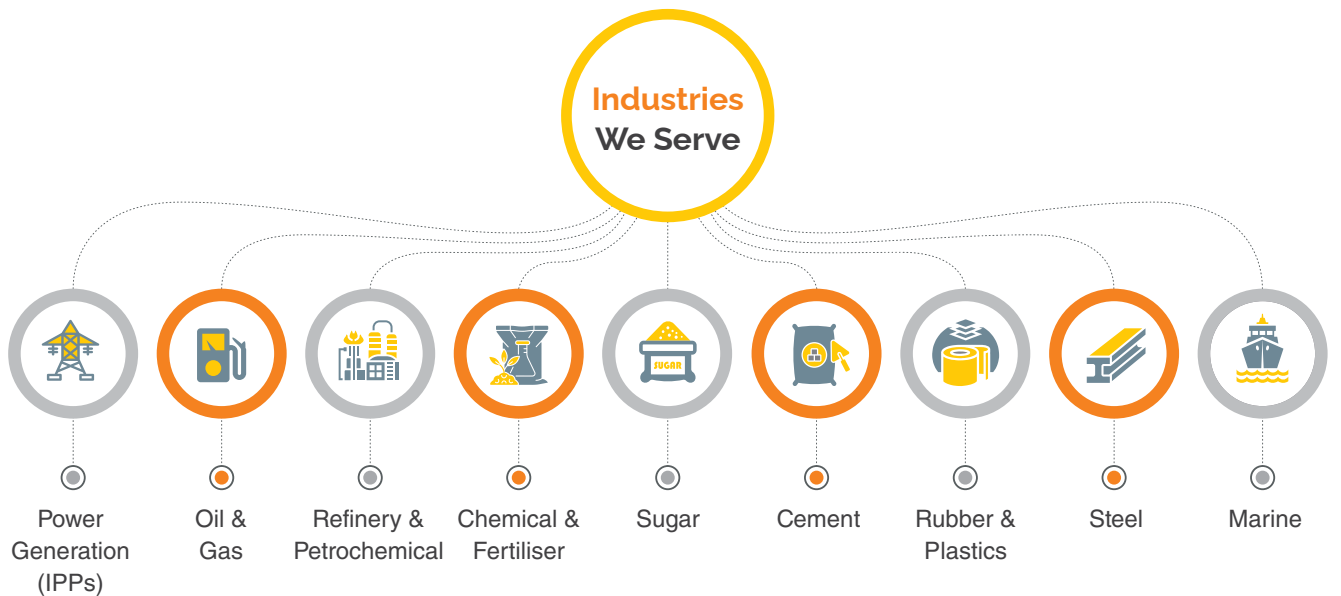 Industries
We Serve
SUGAR
Power
Generation
(IPPs)
Oil &
Gas
Refinery &
Petrochemical
Chemical &
Fertiliser
Sugar
Cement
Rubber &
Plastics
Steel
Marine